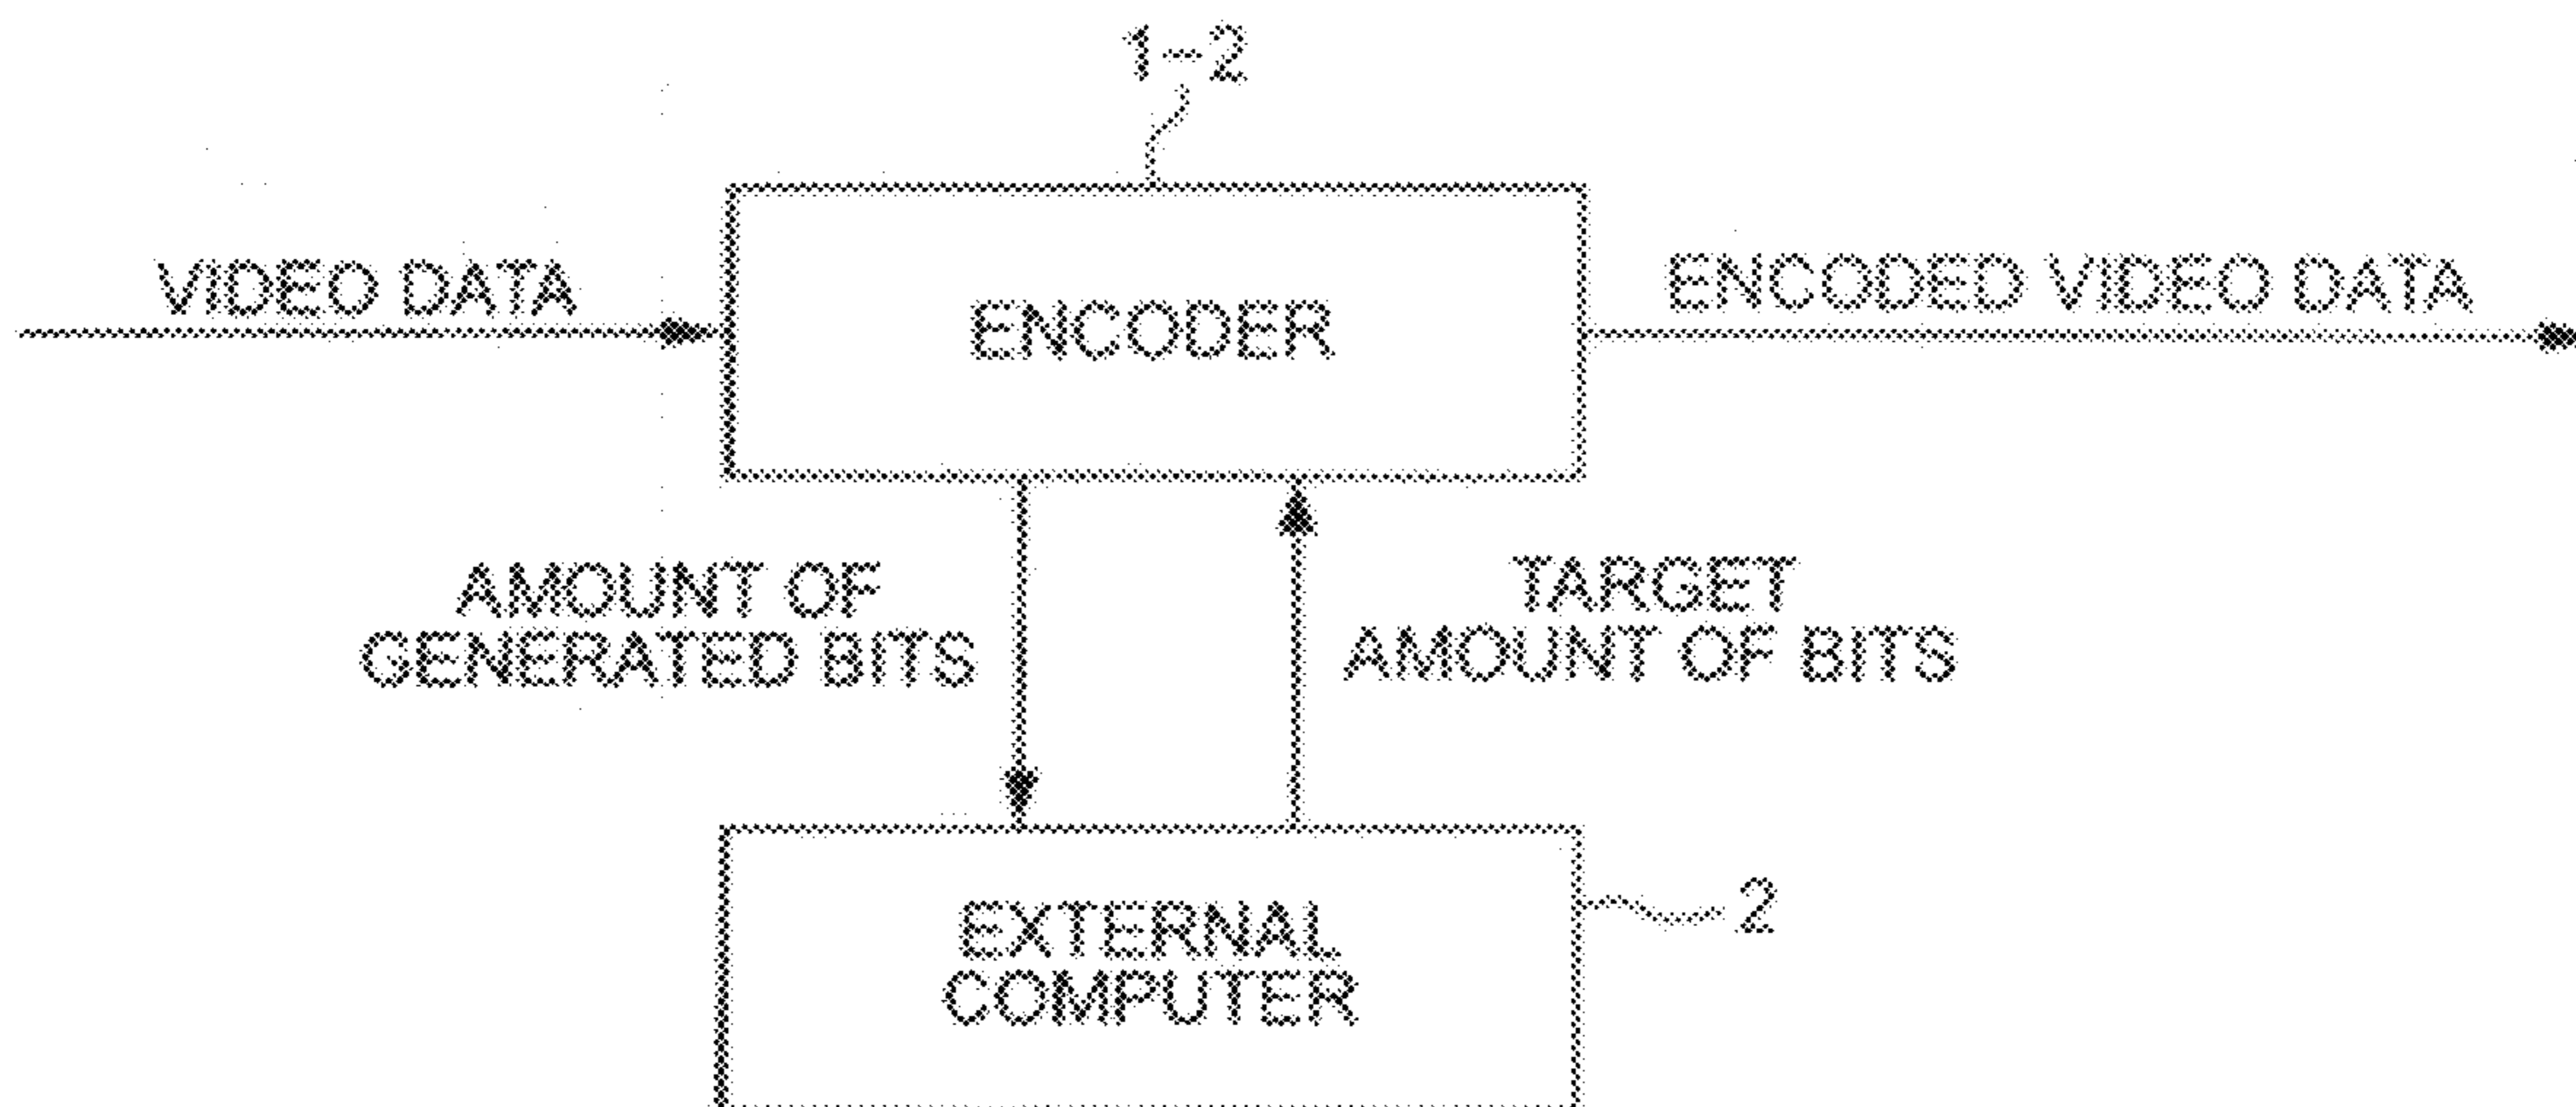 1-2
VIDEO DATA
ENCODER
ENCODED VIDEO DATA
AMOUNT OF
GENERATED BITS
TARGET
AMOUNT OF BITS
EXTERNAL
COMPUTER
2